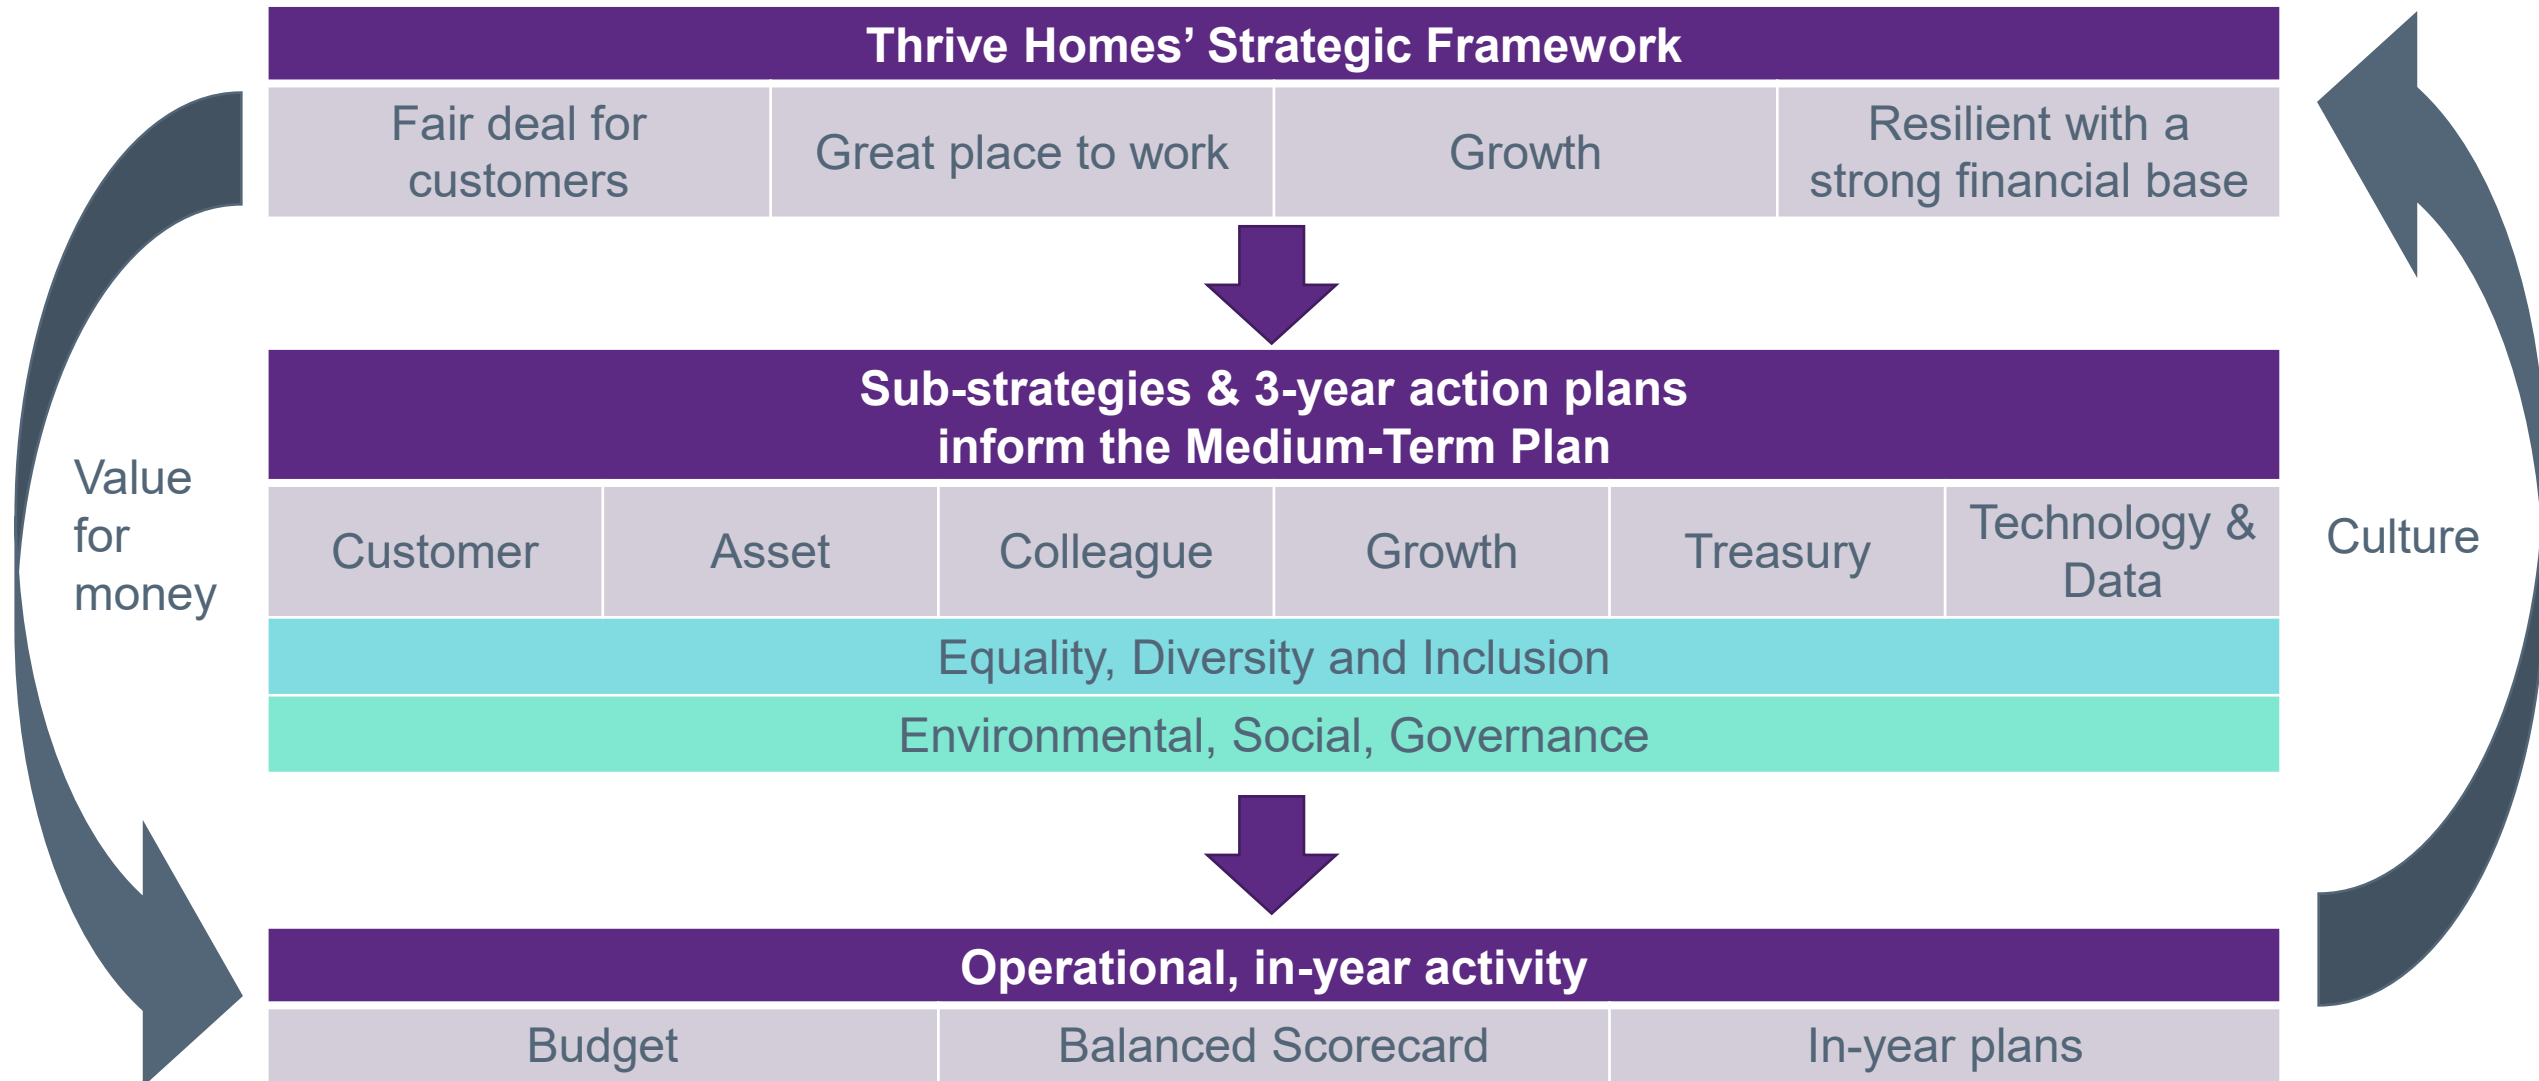 Thrive Homes’ Strategic Framework
Fair deal for
customers
Great place to work
Growth
Resilient with a
strong financial base
Sub-strategies & 3-year action plans
inform the Medium-Term Plan
Value
for
money
Customer
Asset
Colleague
Growth
Treasury
Technology &
Data
Culture
Equality, Diversity and Inclusion
Environmental, Social, Governance
Operational, in-year activity
Budget
Balanced Scorecard
In-year plans